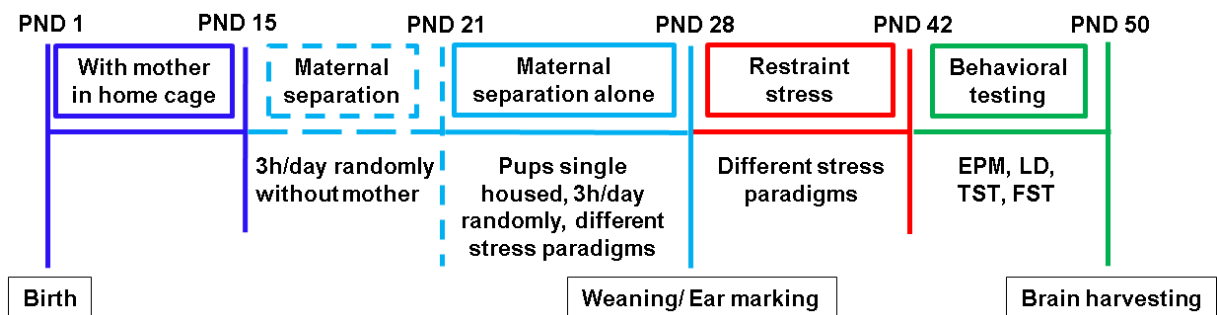 PND 1
PND 15
PND 21
PND 28
PND 42
PND 50
With mother
in home cage
Maternal
separation
Maternal
separation alone
Restraint
stress
Behavioral
testing
3h/day randomly
without mother
Pups single
housed, 3h/day
randomly, different
stress paradigms
Different stress
paradigms
EPM, LD,
TST, FST
Birth
Weaning/ Ear marking
Brain harvesting